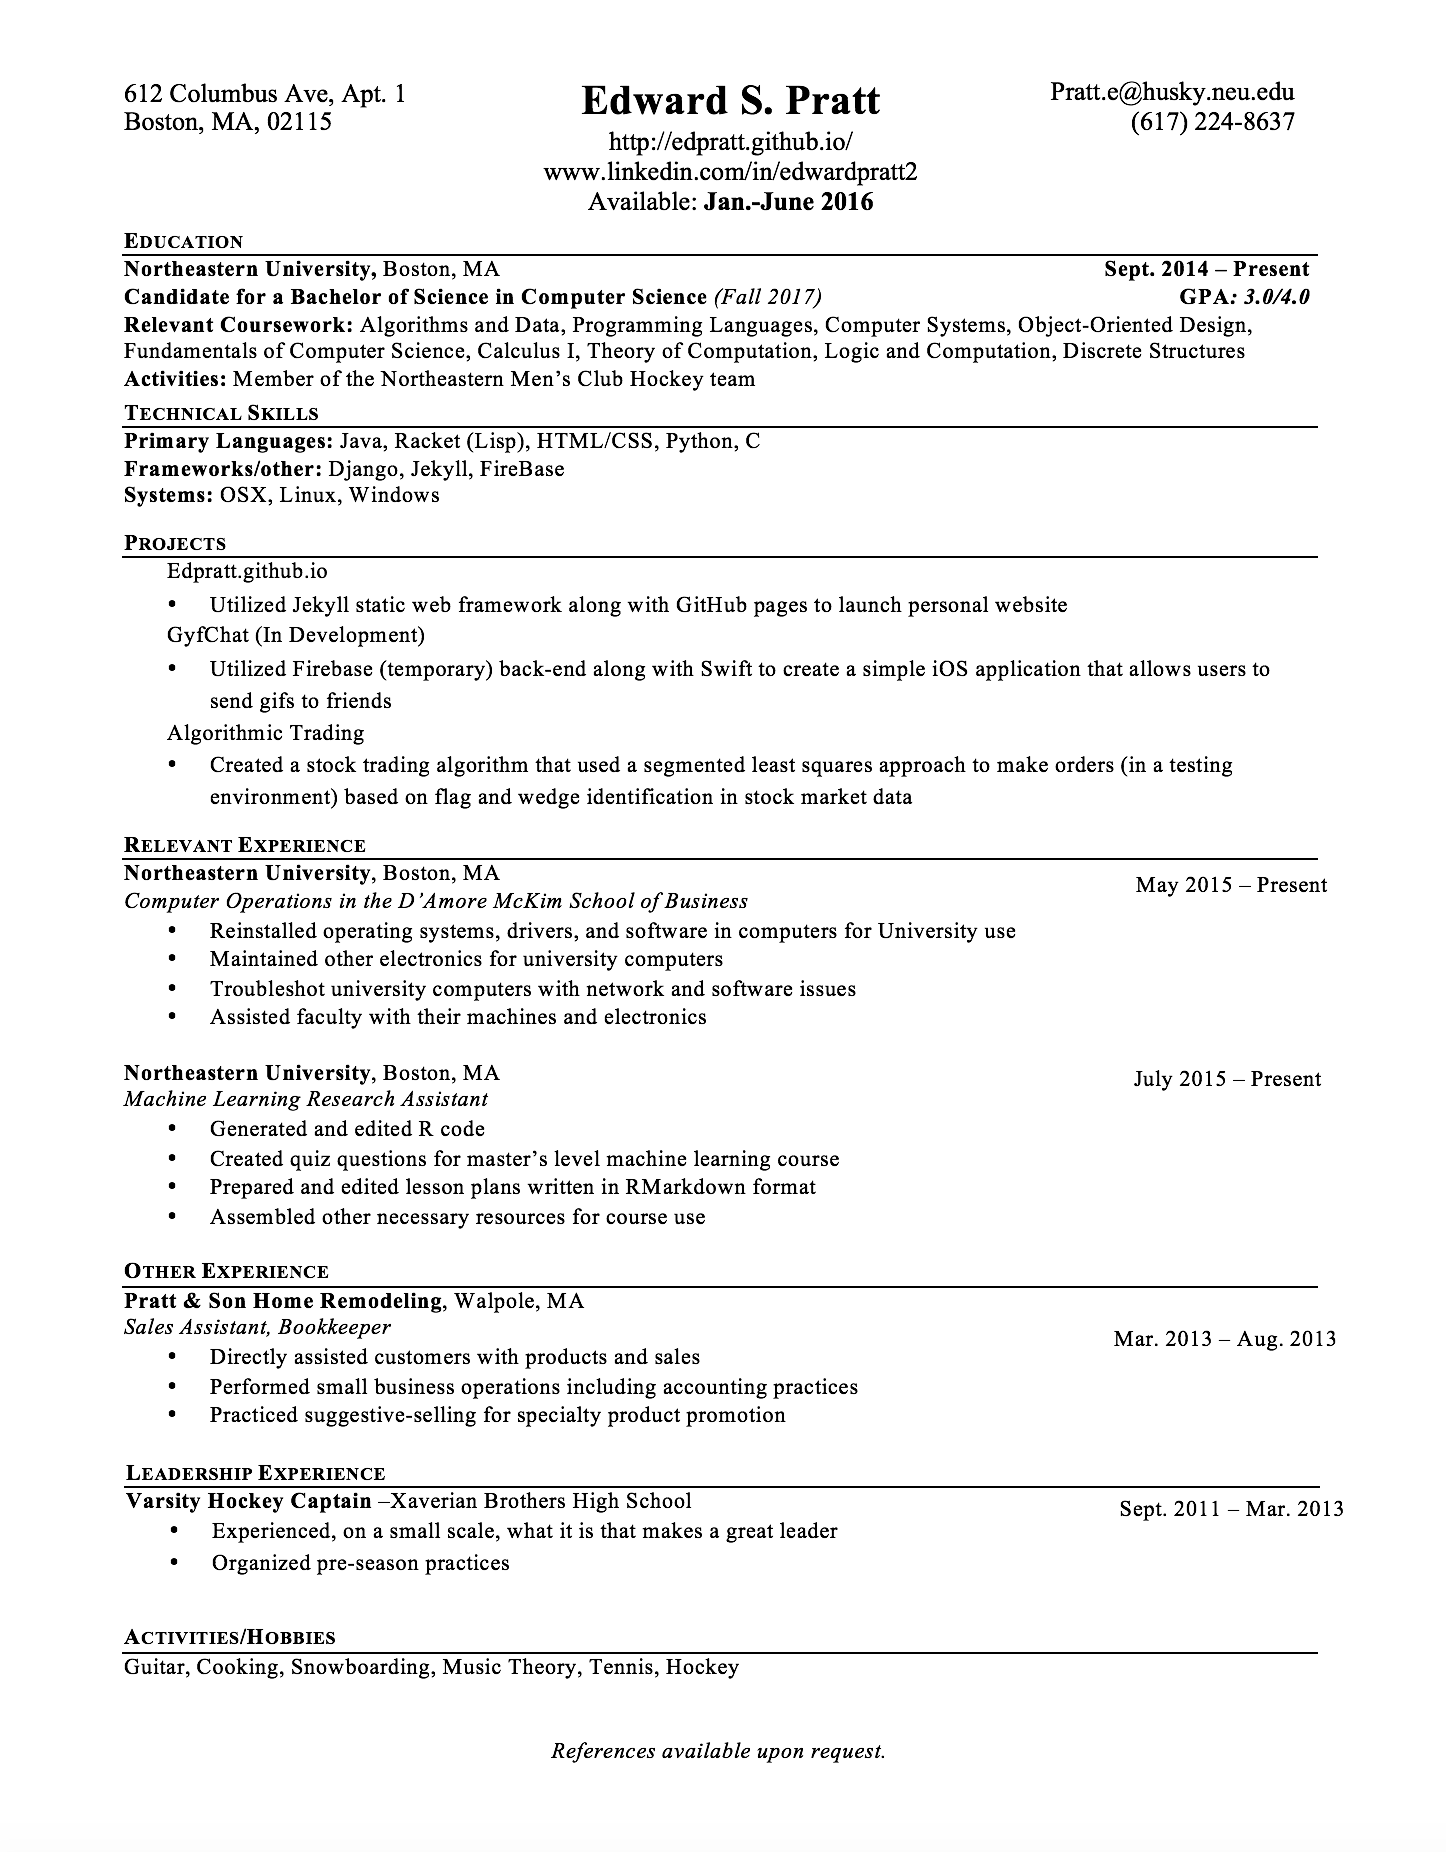 612 Columbus Ave, Apt. 1
Boston, MA, 02115
Edward S. Pratt
http://edpratt.github.io/
www.linkedin.com/in/edwardpratt2
Available: Jan.-June 2016
Pratt.e@husky.neu.edu
(617) 224-8637
EDUCATION
Northeastern University, Boston, MA Sept. 2014 – Present
Candidate for a Bachelor of Science in Computer Science (Fall 2017) GPA: 3.0/4.0
Relevant Coursework: Algorithms and Data, Programming Languages, Computer Systems, Object-Oriented Design,
Fundamentals of Computer Science, Calculus I, Theory of Computation, Logic and Computation, Discrete Structures
Activities: Member of the Northeastern Men's Club Hockey team
TECHNICAL SKILLS
Primary Languages: Java, Racket (Lisp), HTML/CSS, Python, C
Frameworks/other: Django, Jekyll, FireBase
Systems: OSX, Linux, Windows
PROJECTS
Edpratt.github.io
• Utilized Jekyll static web framework along with GitHub pages to launch personal website
GyfChat (In Development)
• Utilized Firebase (temporary) back-end along with Swift to create a simple iOS application that allows users to
send gifs to friends
Algorithmic Trading
• Created a stock trading algorithm that used a segmented least squares approach to make orders (in a testing
environment) based on flag and wedge identification in stock market data
RELEVANT EXPERIENCE
Northeastern University, Boston, MA May 2015 – Present
Computer Operations in the D'Amore McKim School of Business
• Reinstalled operating systems, drivers, and software in computers for University use
• Maintained other electronics for university computers
• Troubleshot university computers with network and software issues
• Assisted faculty with their machines and electronics
Northeastern University, Boston, MA July 2015 – Present
Machine Learning Research Assistant
• Generated and edited R code
• Created quiz questions for master's level machine learning course
• Prepared and edited lesson plans written in RMarkdown format
• Assembled other necessary resources for course use
OTHER EXPERIENCE
Pratt & Son Home Remodeling, Walpole, MA
Sales Assistant, Bookkeeper Mar. 2013 – Aug. 2013
• Directly assisted customers with products and sales
• Performed small business operations including accounting practices
• Practiced suggestive-selling for specialty product promotion
LEADERSHIP EXPERIENCE
Varsity Hockey Captain –Xaverian Brothers High School Sept. 2011 – Mar. 2013
• Experienced, on a small scale, what it is that makes a great leader
• Organized pre-season practices
ACTIVITIES/HOBBIES
Guitar, Cooking, Snowboarding, Music Theory, Tennis, Hockey
References available upon request.